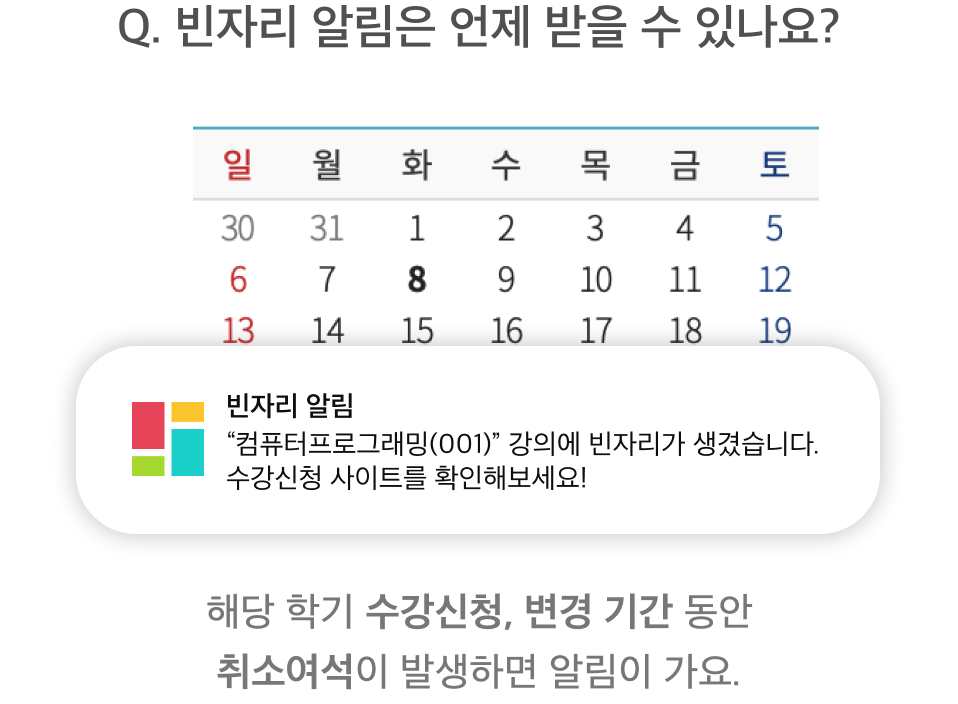 Q. 빈자리 알림은 언제 받을 수 있나요?
일 월 화 수 목 금 토
30 31 1 2 3 4 5
6 7 8 9 10 11 12
13 14 15 16 17 18 19
빈자리 알림
“컴퓨터프로그래밍(001)” 강의에 빈자리가 생겼습니다.
수강신청 사이트를 확인해보세요!
해당 학기 수강신청, 변경 기간 동안
취소여석이 발생하면 알림이 가요.